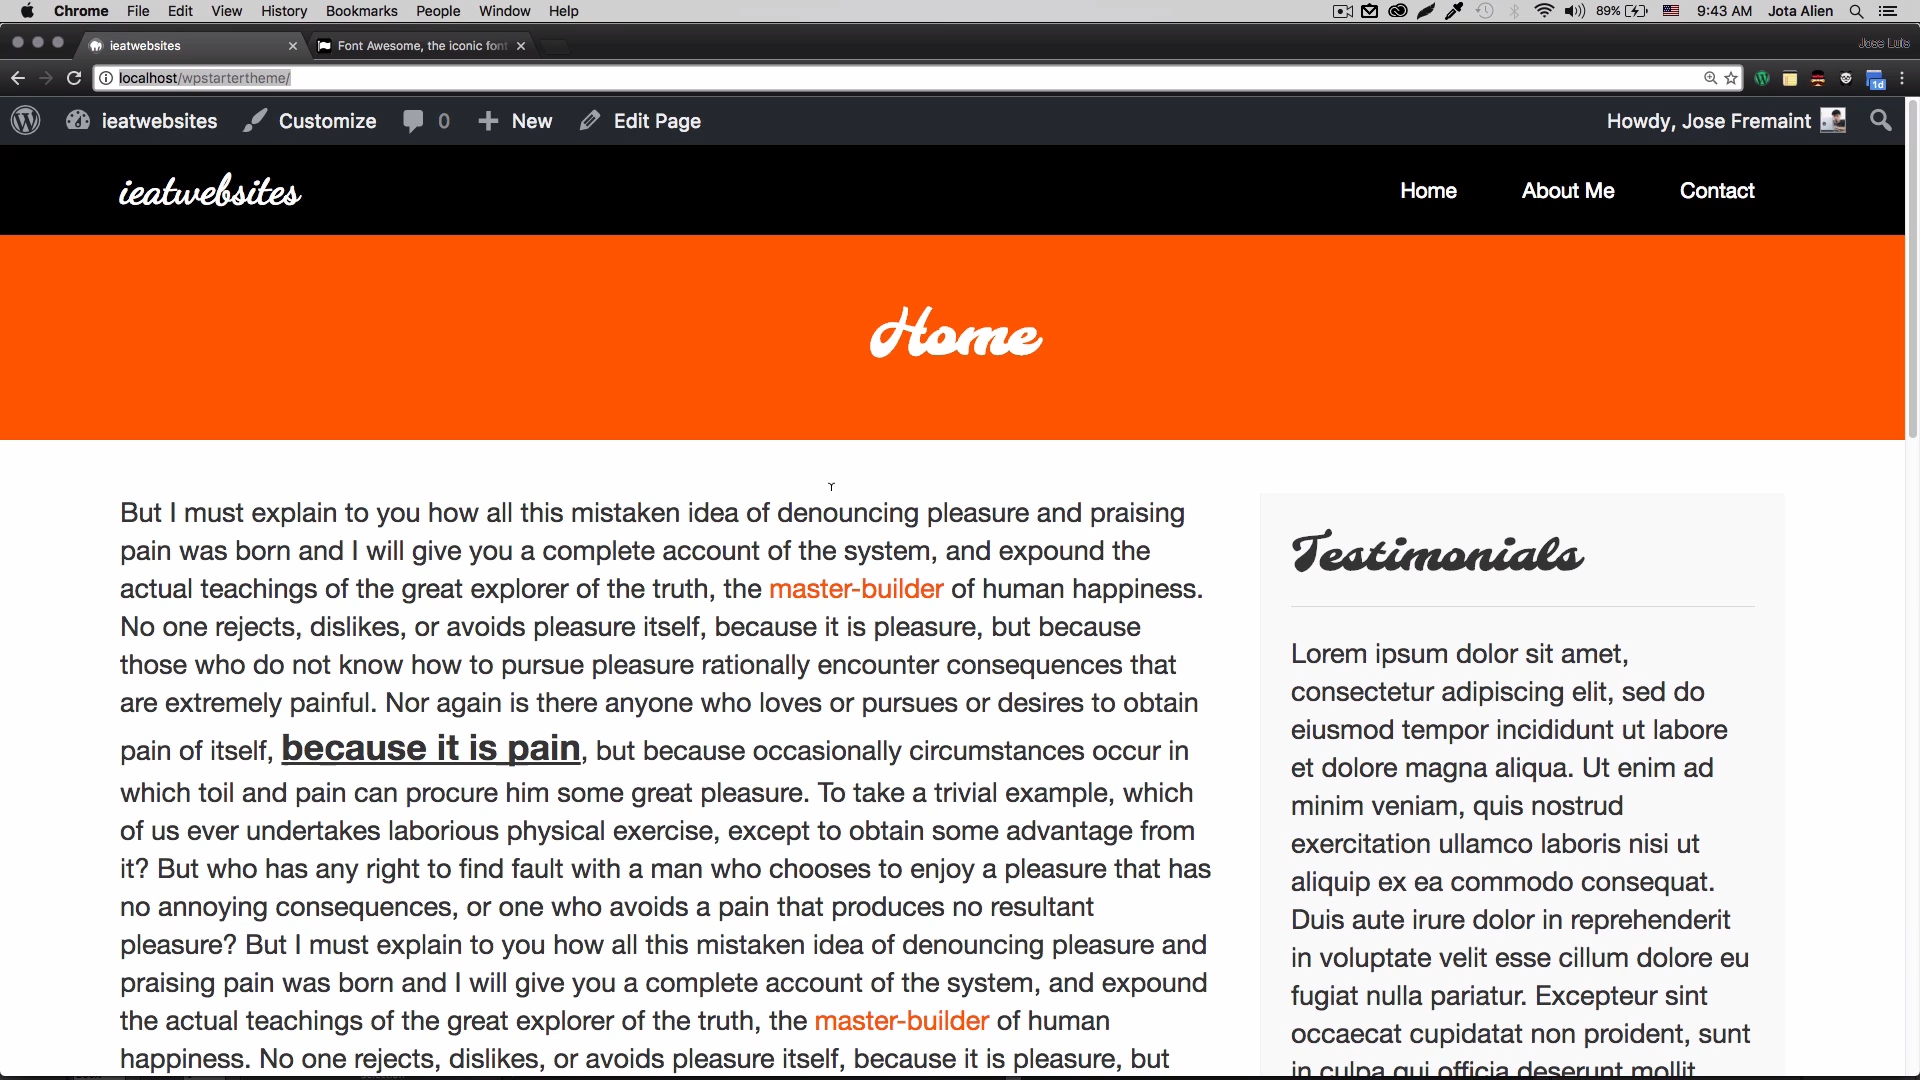 Chrome File Edit View History Bookmarks People Window Help 89% 9:43 AM Jota Alien
ieatwebsites Font Awesome, the iconic font Jose Luis
localhost/wpstartertheme/ 1d
ieatwebsites Customize 0 New Edit Page Howdy, Jose Fremaint
ieatwebsites Home About Me Contact
Home
But I must explain to you how all this mistaken idea of denouncing pleasure and praising
pain was born and I will give you a complete account of the system, and expound the
actual teachings of the great explorer of the truth, the master-builder of human happiness.
No one rejects, dislikes, or avoids pleasure itself, because it is pleasure, but because
those who do not know how to pursue pleasure rationally encounter consequences that
are extremely painful. Nor again is there anyone who loves or pursues or desires to obtain
pain of itself, because it is pain, but because occasionally circumstances occur in
which toil and pain can procure him some great pleasure. To take a trivial example, which
of us ever undertakes laborious physical exercise, except to obtain some advantage from
it? But who has any right to find fault with a man who chooses to enjoy a pleasure that has
no annoying consequences, or one who avoids a pain that produces no resultant
pleasure? But I must explain to you how all this mistaken idea of denouncing pleasure and
praising pain was born and I will give you a complete account of the system, and expound
the actual teachings of the great explorer of the truth, the master-builder of human
happiness. No one rejects, dislikes, or avoids pleasure itself, because it is pleasure, but
Testimonials
Lorem ipsum dolor sit amet,
consectetur adipiscing elit, sed do
eiusmod tempor incididunt ut labore
et dolore magna aliqua. Ut enim ad
minim veniam, quis nostrud
exercitation ullamco laboris nisi ut
aliquip ex ea commodo consequat.
Duis aute irure dolor in reprehenderit
in voluptate velit esse cillum dolore eu
fugiat nulla pariatur. Excepteur sint
occaecat cupidatat non proident, sunt
in culpa qui officia deserunt mollit